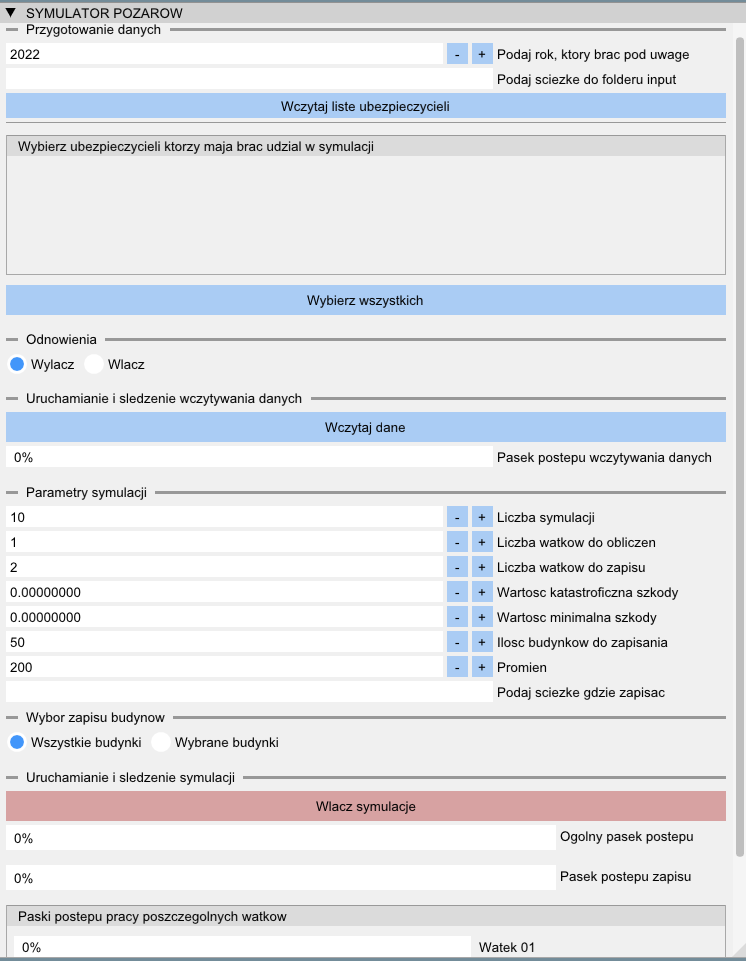 SYMULATOR POZAROW
Przygotowanie danych
2022 - + Podaj rok, ktory brac pod uwage
Podaj sciezke do folderu input
Wczytaj liste ubezpieczycieli
Wybierz ubezpieczycieli ktorzy maja brac udzial w symulacji
Wybierz wszystkich
Odnowienia
Wylacz Wlacz
Uruchamianie i sledzenie wczytywania danych
Wczytaj dane
0% Pasek postepu wczytywania danych
Parametry symulacji
10 - + Liczba symulacji
1 - + Liczba watkow do obliczen
2 - + Liczba watkow do zapisu
0.00000000 - + Wartosc katastroficzna szkody
0.00000000 - + Wartosc minimalna szkody
50 - + Ilosc budynkow do zapisania
200 - + Promien
Podaj sciezke gdzie zapisac
Wybor zapisu budynow
Wszystkie budynki Wybrane budynki
Uruchamianie i sledzenie symulacji
Wlacz symulacje
0% Ogolny pasek postepu
0% Pasek postepu zapisu
Paski postepu pracy poszczegolnych watkow
0% Watek 01